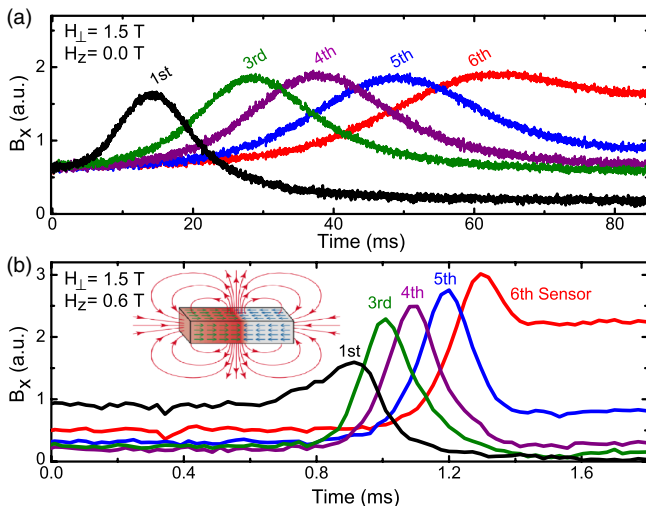 (a)
H⊥ = 1.5 T
Hz = 0.0 T
1st
3rd
4th
5th
6th
Bx (a.u.)
2
1
0
0
20
40
60
80
Time (ms)
(b)
H⊥ = 1.5 T
Hz = 0.6 T
1st
3rd
4th
5th
6th Sensor
Bx (a.u.)
3
2
1
0
0.0
0.4
0.8
1.2
1.6
Time (ms)